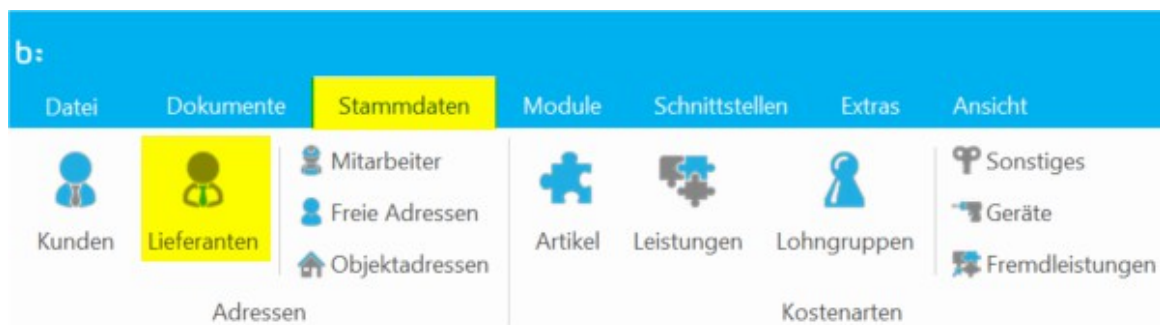 b:
Datei Dokumente Stammdaten Module Schnittstellen Extras Ansicht
Kunden
Lieferanten
Mitarbeiter
Freie Adressen
Objektadressen
Adressen
Artikel
Leistungen
Lohngruppen
Sonstiges
Geräte
Fremdleistungen
Kostenarten